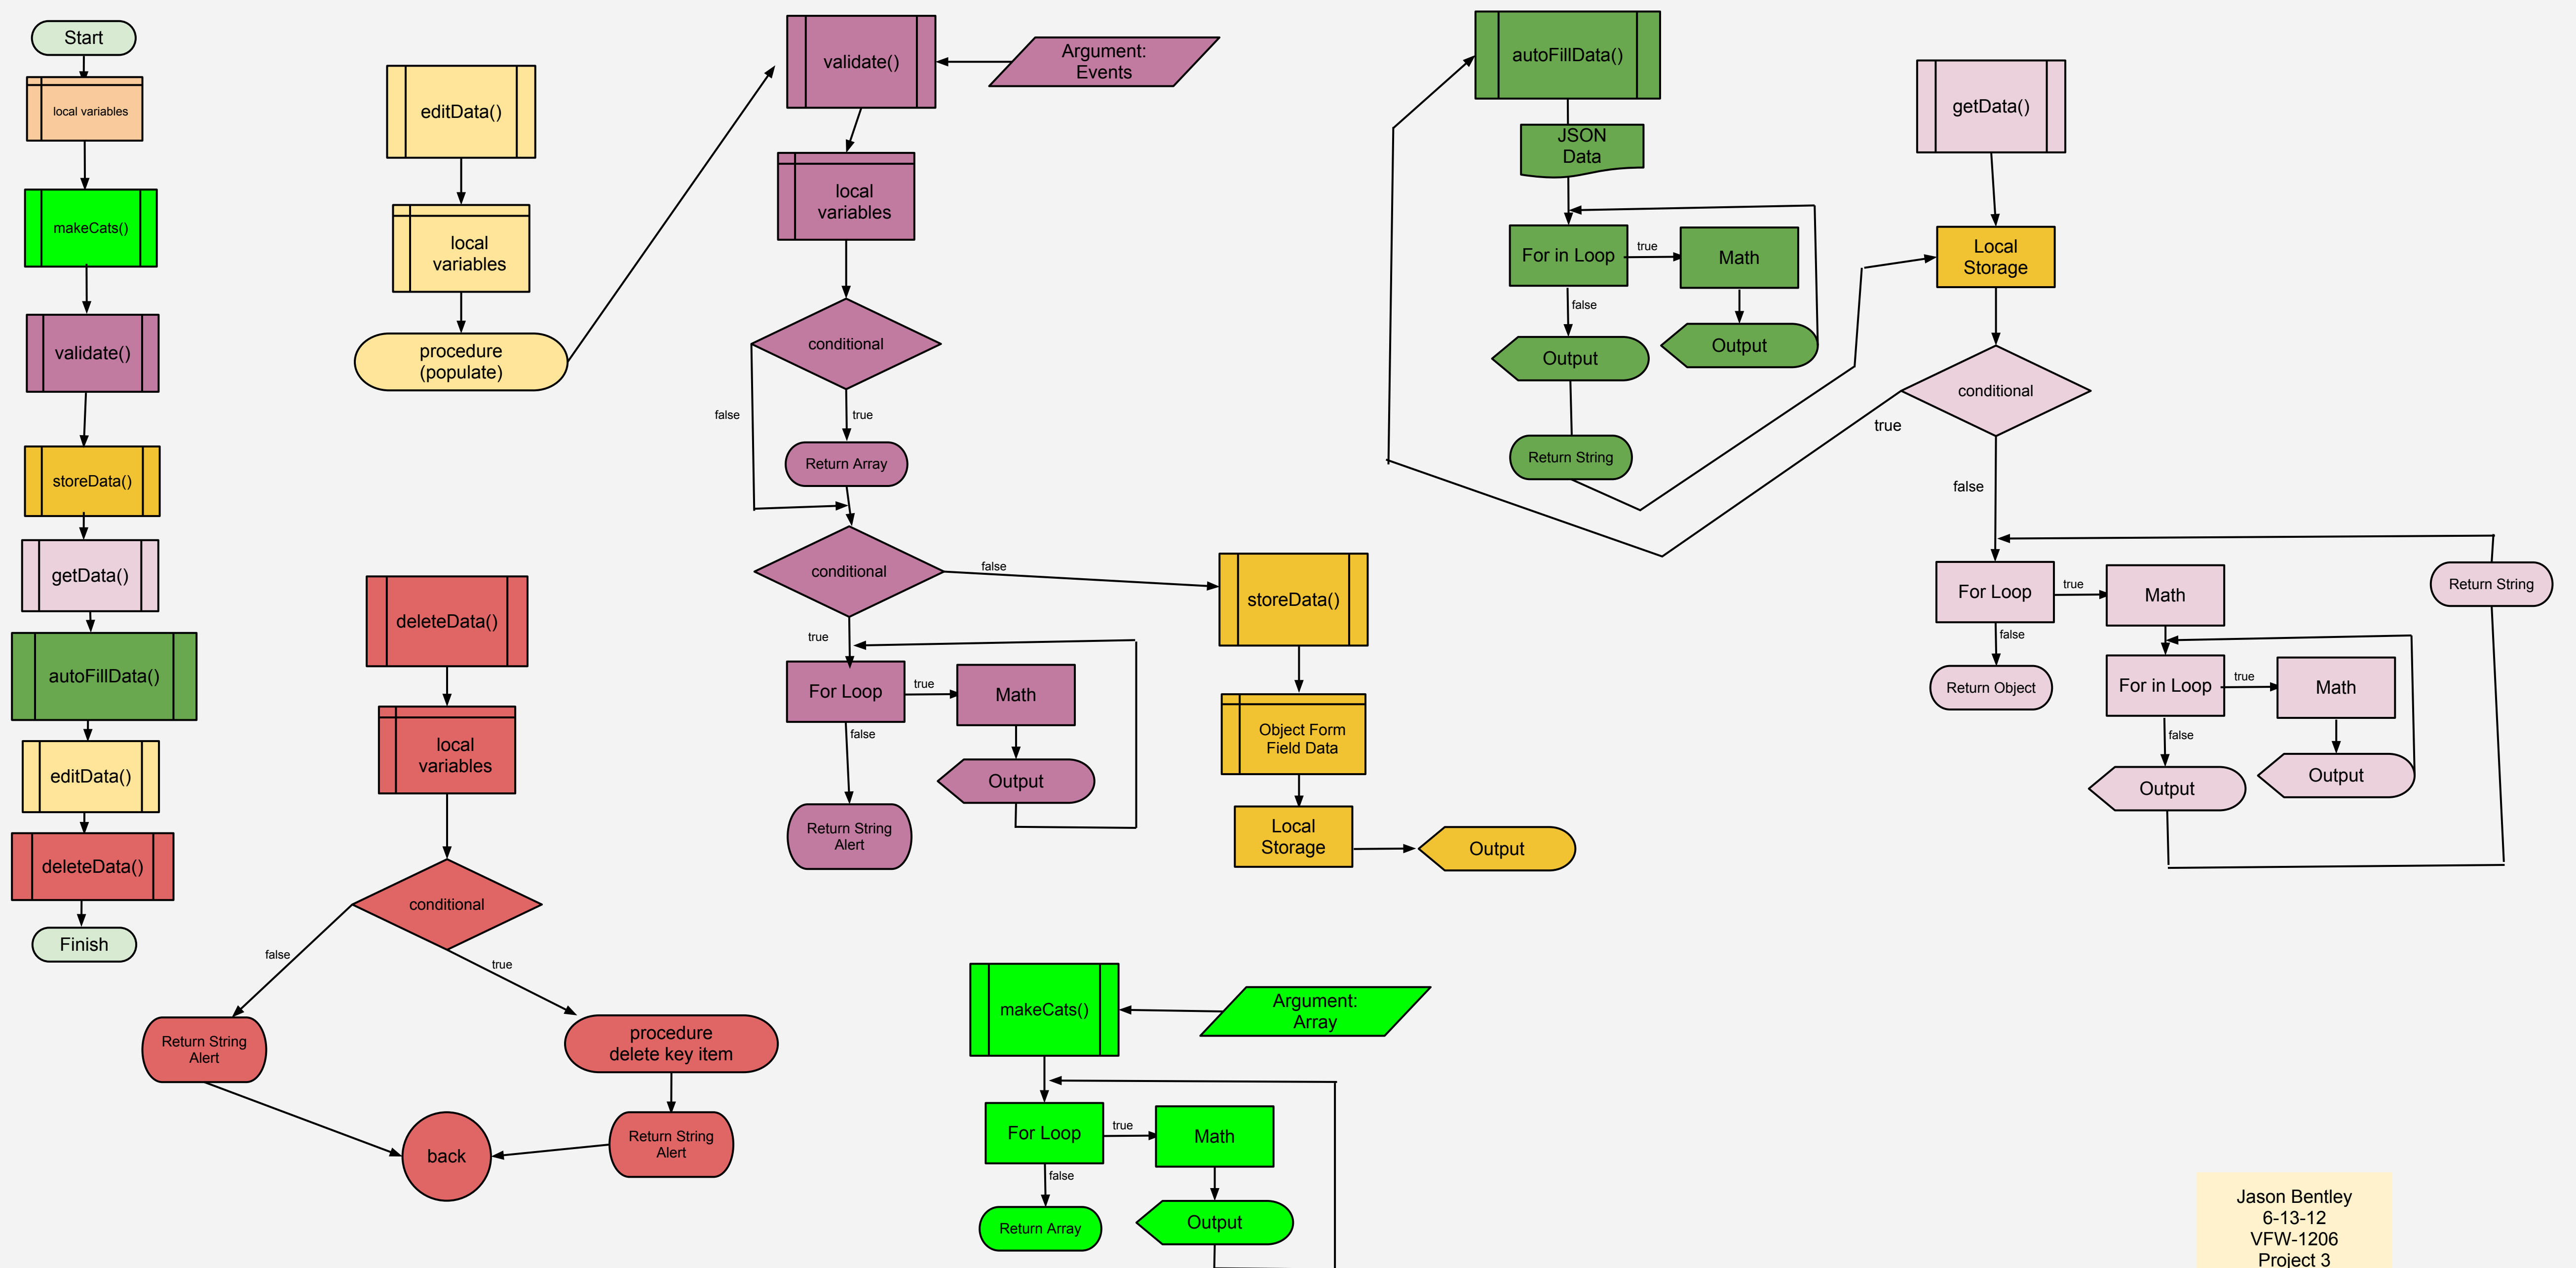 Start
local variables
makeCats()
validate()
storeData()
getData()
autoFillData()
editData()
deleteData()
Finish
editData()
local
variables
procedure
(populate)
deleteData()
local
variables
conditional
false
true
Return String
Alert
procedure
delete key item
Return String
Alert
back
validate()
Argument:
Events
local
variables
conditional
false
true
Return Array
conditional
false
true
For Loop
true
Math
false
Output
Return String
Alert
storeData()
Object Form
Field Data
Local
Storage
Output
makeCats()
Argument:
Array
For Loop
true
Math
false
Return Array
Output
autoFillData()
JSON
Data
For in Loop
true
Math
false
Output
Output
Return String
getData()
Local
Storage
conditional
true
false
For Loop
true
Math
Return String
false
Return Object
For in Loop
true
Math
false
Output
Output
Jason Bentley
6-13-12
VFW-1206
Project 3